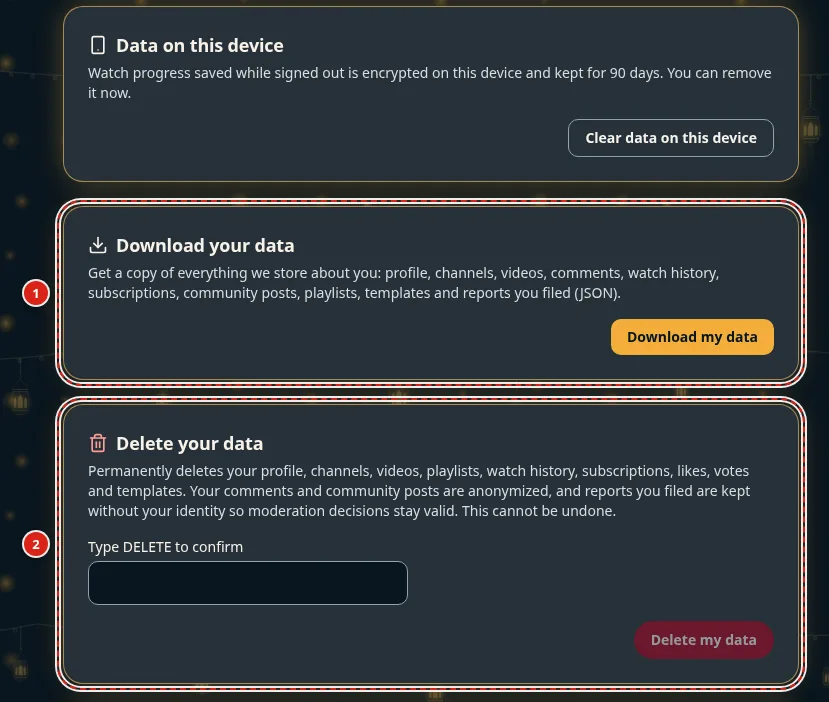 Data on this device
Watch progress saved while signed out is encrypted on this device and kept for 90 days. You can remove
it now.
Clear data on this device
Download your data
1
Get a copy of everything we store about you: profile, channels, videos, comments, watch history,
subscriptions, community posts, playlists, templates and reports you filed (JSON).
Download my data
Delete your data
Permanently deletes your profile, channels, videos, playlists, watch history, subscriptions, likes, votes
and templates. Your comments and community posts are anonymized, and reports you filed are kept
without your identity so moderation decisions stay valid. This cannot be undone.
2
Type DELETE to confirm
Delete my data